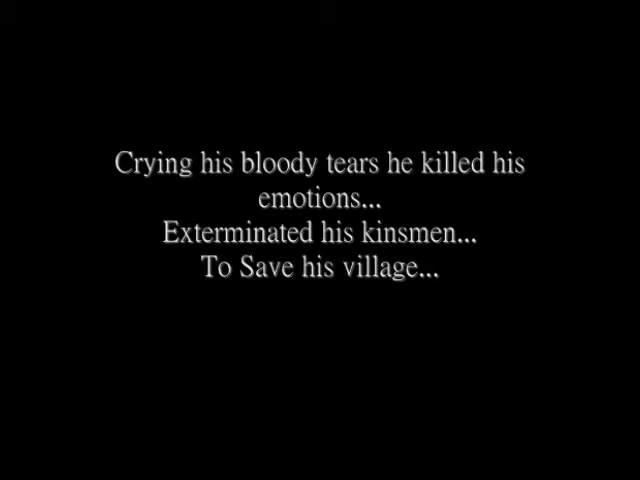 Crying his bloody tears he killed his
emotions...
Exterminated his kinsmen...
To Save his village...